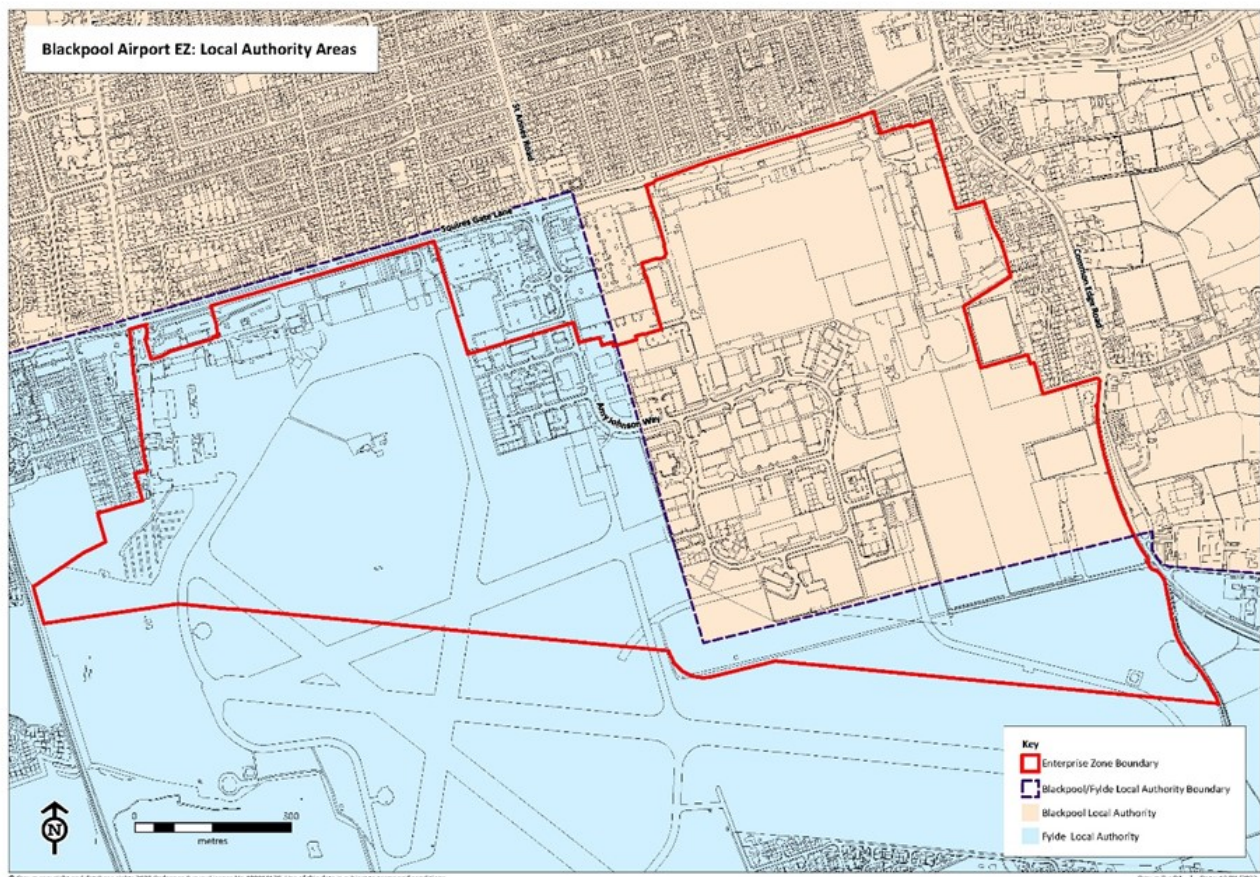 Blackpool Airport EZ: Local Authority Areas
St Annes Road
Squires Gate Lane
Common Edge Road
Amy Johnson Way
Key
Enterprise Zone Boundary
Blackpool/Fylde Local Authority Boundary
Blackpool Local Authority
Fylde Local Authority
N
0
300
metres